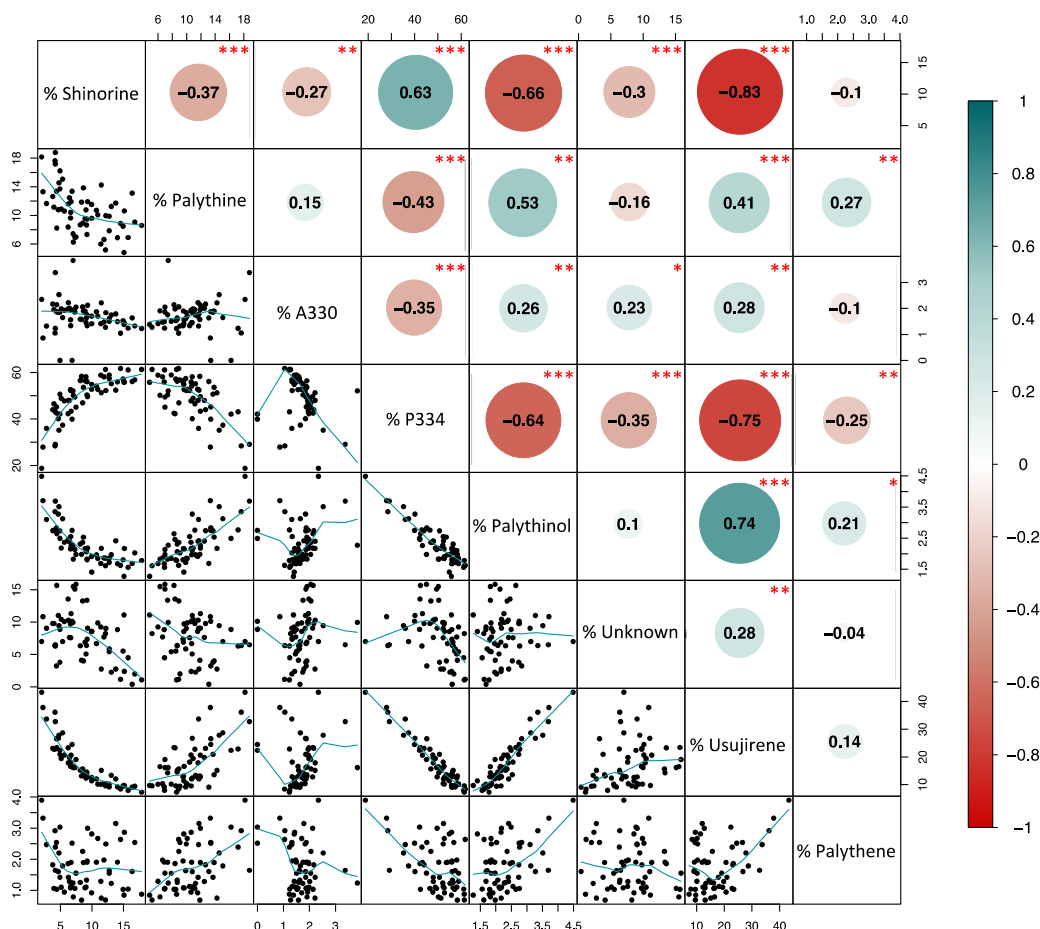 6 10 14 18 20 40 60 0 5 10 15 1.0 2.0 3.0 4.0
*** ** *** *** *** ***
% Shinorine −0.37 −0.27 0.63 −0.66 −0.3 −0.83 −0.1 15 10 5
*** ** *** **
18 14 10 6 % Palythine 0.15 −0.43 0.53 −0.16 0.41 0.27
*** ** * **
% A330 −0.35 0.26 0.23 0.28 −0.1 3 2 1 0
*** *** *** **
60 40 20 % P334 −0.64 −0.35 −0.75 −0.25
*** *
% Palythinol 0.1 0.74 0.21 4.5 3.5 2.5 1.5
**
15 10 5 0 % Unknown 0.28 −0.04
% Usujirene 0.14 40 30 20 10
4.0 3.0 2.0 1.0 % Palythene
5 10 15 0 1 2 3 1.5 2.5 3.5 4.5 10 20 30 40
1
0.8
0.6
0.4
0.2
0
−0.2
−0.4
−0.6
−0.8
−1